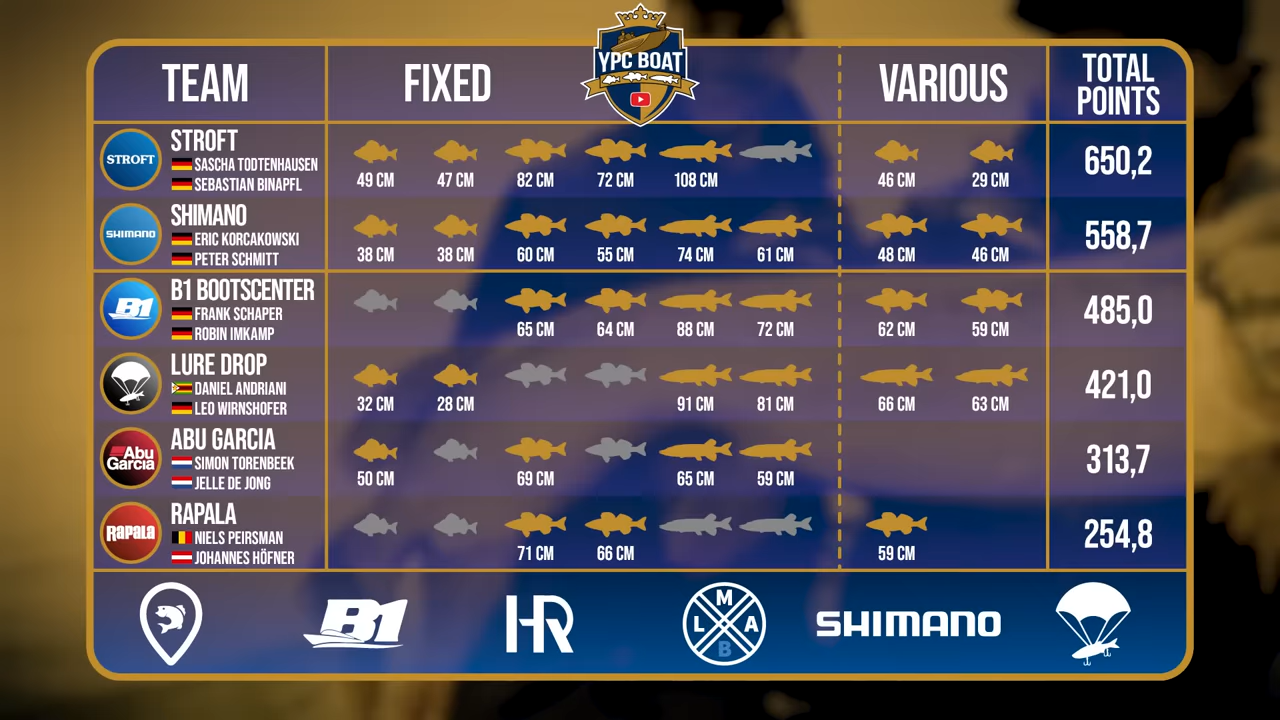 YPC BOAT
TEAM FIXED VARIOUS TOTAL POINTS
STROFT
STROFT
SASCHA TODTENHAUSEN
SEBASTIAN BINAPFL
49 CM 47 CM 82 CM 72 CM 108 CM 46 CM 29 CM
650,2
SHIMANO
SHIMANO
ERIC KORCAKOWSKI
PETER SCHMITT
38 CM 38 CM 60 CM 55 CM 74 CM 61 CM 48 CM 46 CM
558,7
B1
B1 BOOTSCENTER
FRANK SCHAPER
ROBIN IMKAMP
65 CM 64 CM 88 CM 72 CM 62 CM 59 CM
485,0
LURE DROP
DANIEL ANDRIANI
LEO WIRNSHOFER
32 CM 28 CM 91 CM 81 CM 66 CM 63 CM
421,0
Abu
Garcia
ABU GARCIA
SIMON TORENBEEK
JELLE DE JONG
50 CM 69 CM 65 CM 59 CM
313,7
RAPALA
RAPALA
NIELS PEIRSMAN
JOHANNES HÖFNER
71 CM 66 CM 59 CM
254,8
B1 HR M L A B SHIMANO